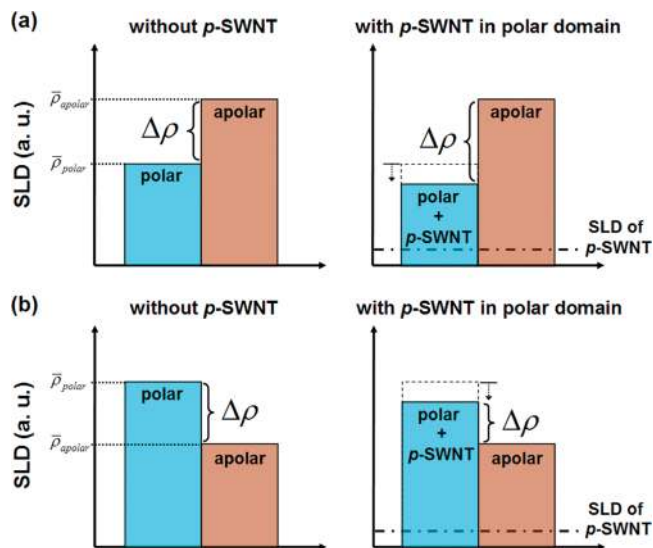 (a)
without p-SWNT
with p-SWNT in polar domain
SLD (a. u.)
ρ̅apolar
ρ̅polar
Δρ
apolar
polar
Δρ
apolar
polar
+
p-SWNT
SLD of
p-SWNT
(b)
without p-SWNT
with p-SWNT in polar domain
SLD (a. u.)
ρ̅polar
ρ̅apolar
polar
Δρ
apolar
polar
+
p-SWNT
Δρ
apolar
SLD of
p-SWNT